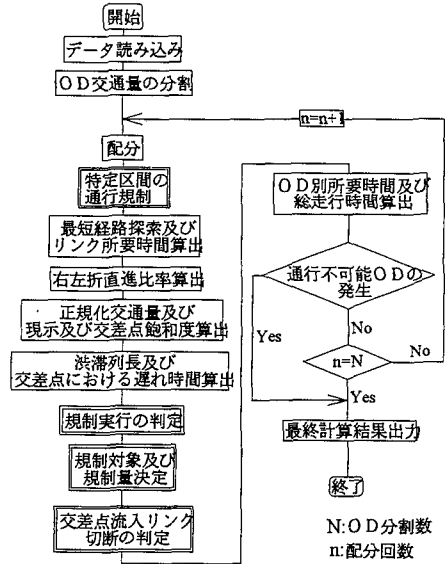 開始
データ読み込み
OD交通量の分割
n=n+1
配分
特定区間の
通行規制
最短経路探索及び
リンク所要時間算出
右左折直進比率算出
正規化交通量及び
現示及び交差点飽和度算出
渋滞列長及び
交差点における遅れ時間算出
規制実行の判定
規制対象及び
規制量決定
交差点流入リンク
切断の判定
OD別所要時間及び
総走行時間算出
通行不可能ODの
発生
Yes
No
n=N
No
Yes
最終計算結果出力
終了
N:OD分割数
n:配分回数